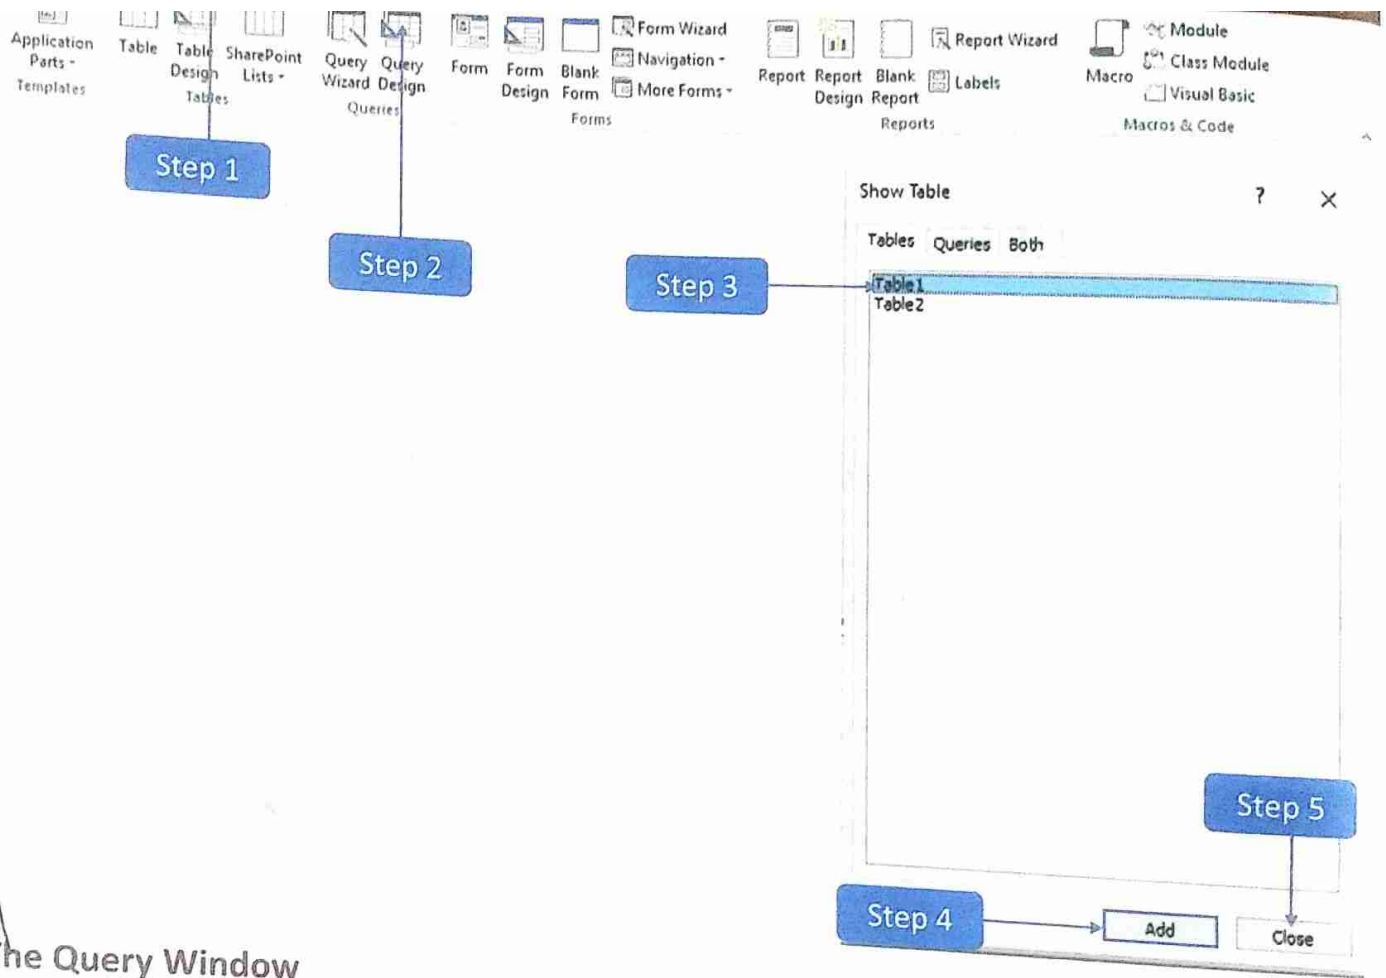 Application
Parts -
Templates
Table
Table
Design
SharePoint
Lists -
Tables
Query
Wizard
Query
Design
Queries
Form
Form
Design
Blank
Form
Form Wizard
Navigation -
More Forms -
Forms
Report
Report
Design
Blank
Report
Report Wizard
Labels
Reports
Macro
Module
Class Module
Visual Basic
Macros & Code
Step 1
Step 2
Step 3
Show Table
? ×
Tables Queries Both
Table1
Table2
Step 5
Step 4
Add
Close
he Query Window